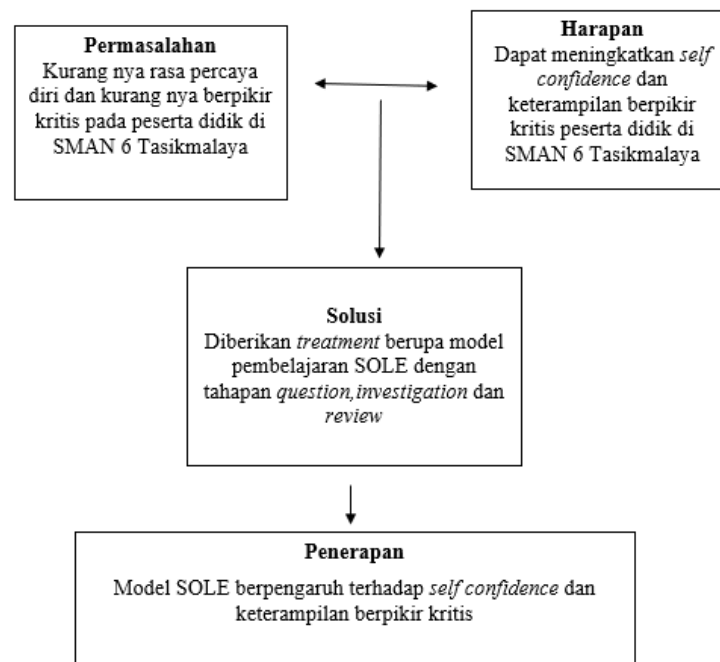 Permasalahan
Kurang nya rasa percaya
diri dan kurang nya berpikir
kritis pada peserta didik di
SMAN 6 Tasikmalaya
Harapan
Dapat meningkatkan self
confidence dan
keterampilan berpikir
kritis peserta didik di
SMAN 6 Tasikmalaya
Solusi
Diberikan treatment berupa model
pembelajaran SOLE dengan
tahapan question,investigation dan
review
Penerapan
Model SOLE berpengaruh terhadap self confidence dan
keterampilan berpikir kritis